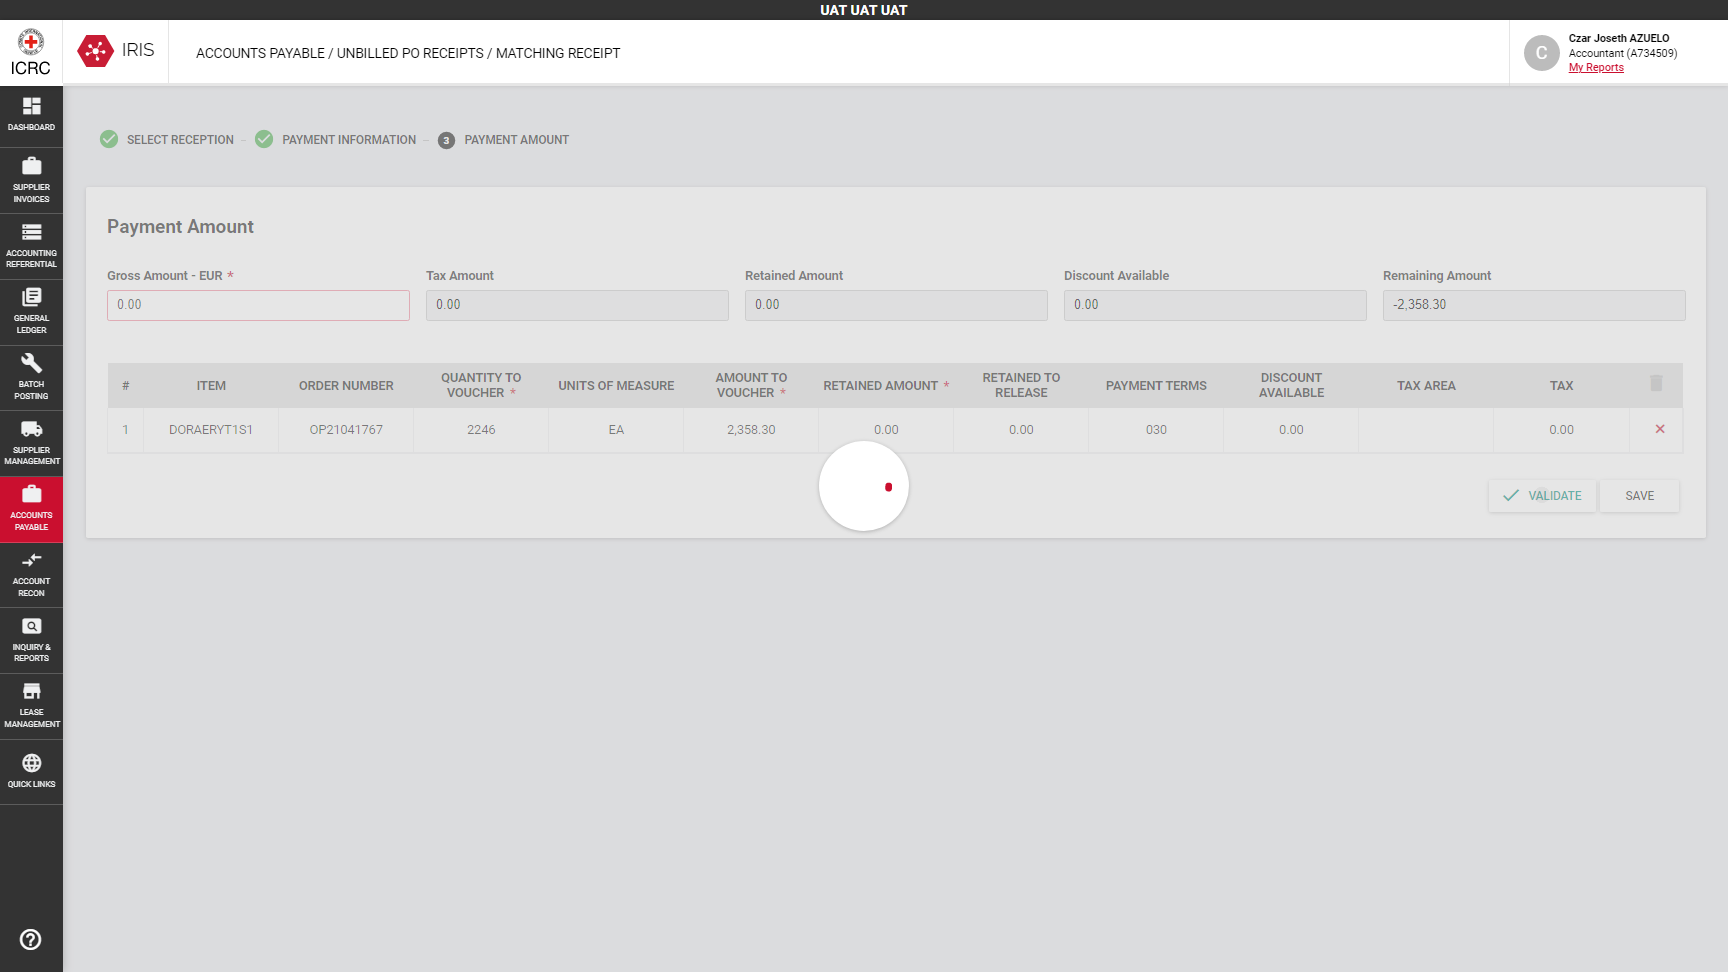 UAT UAT UAT
ICRC
IRIS
ACCOUNTS PAYABLE / UNBILLED PO RECEIPTS / MATCHING RECEIPT
C
Czar Joseth AZUELO
Accountant (A734509)
My Reports
DASHBOARD
SUPPLIER
INVOICES
ACCOUNTING
REFERENTIAL
GENERAL
LEDGER
BATCH
POSTING
SUPPLIER
MANAGEMENT
ACCOUNTS
PAYABLE
ACCOUNT
RECON
INQUIRY &
REPORTS
LEASE
MANAGEMENT
QUICK LINKS
SELECT RECEPTION
PAYMENT INFORMATION
3 PAYMENT AMOUNT
Payment Amount
Gross Amount - EUR * Tax Amount Retained Amount Discount Available Remaining Amount
0.00 0.00 0.00 0.00 -2,358.30
# ITEM ORDER NUMBER QUANTITY TO VOUCHER * UNITS OF MEASURE AMOUNT TO VOUCHER * RETAINED AMOUNT * RETAINED TO RELEASE PAYMENT TERMS DISCOUNT AVAILABLE TAX AREA TAX
1 DORAERYT1S1 OP21041767 2246 EA 2,358.30 0.00 0.00 030 0.00 0.00
VALIDATE SAVE